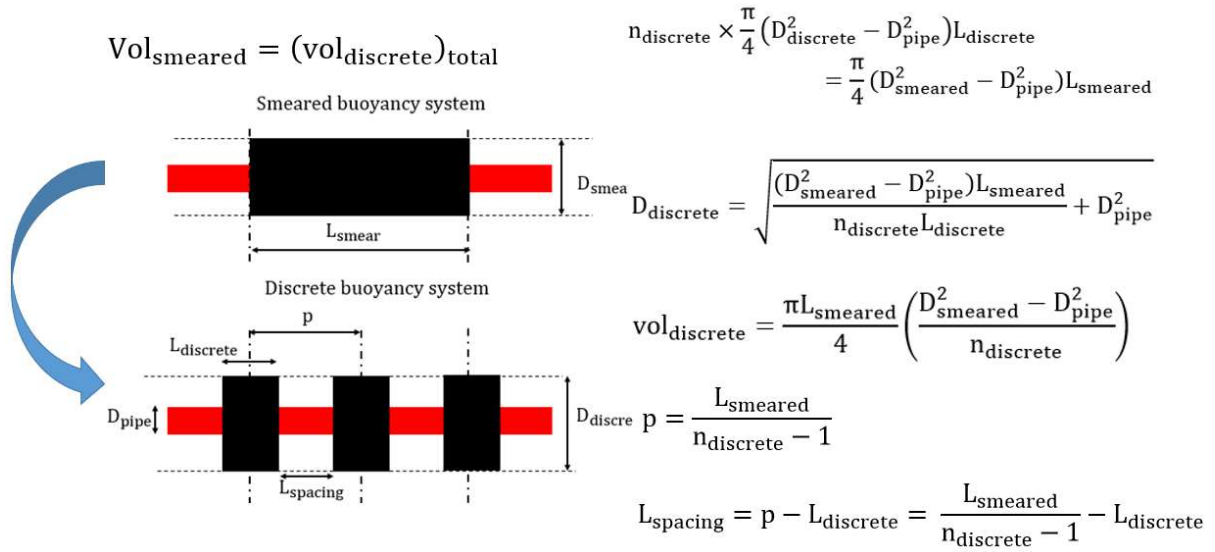 Vol_smeared = (vol_discrete)_total
Smeared buoyancy system
D_smea
L_smear
Discrete buoyancy system
p
L_discrete
D_pipe
D_discre
L_spacing
n_discrete × π/4 (D²_discrete − D²_pipe)L_discrete
= π/4 (D²_smeared − D²_pipe)L_smeared
D_discrete = √((D²_smeared − D²_pipe)L_smeared / (n_discrete L_discrete) + D²_pipe)
vol_discrete = πL_smeared/4 ((D²_smeared − D²_pipe)/n_discrete)
p = L_smeared/(n_discrete − 1)
L_spacing = p − L_discrete = L_smeared/(n_discrete − 1) − L_discrete